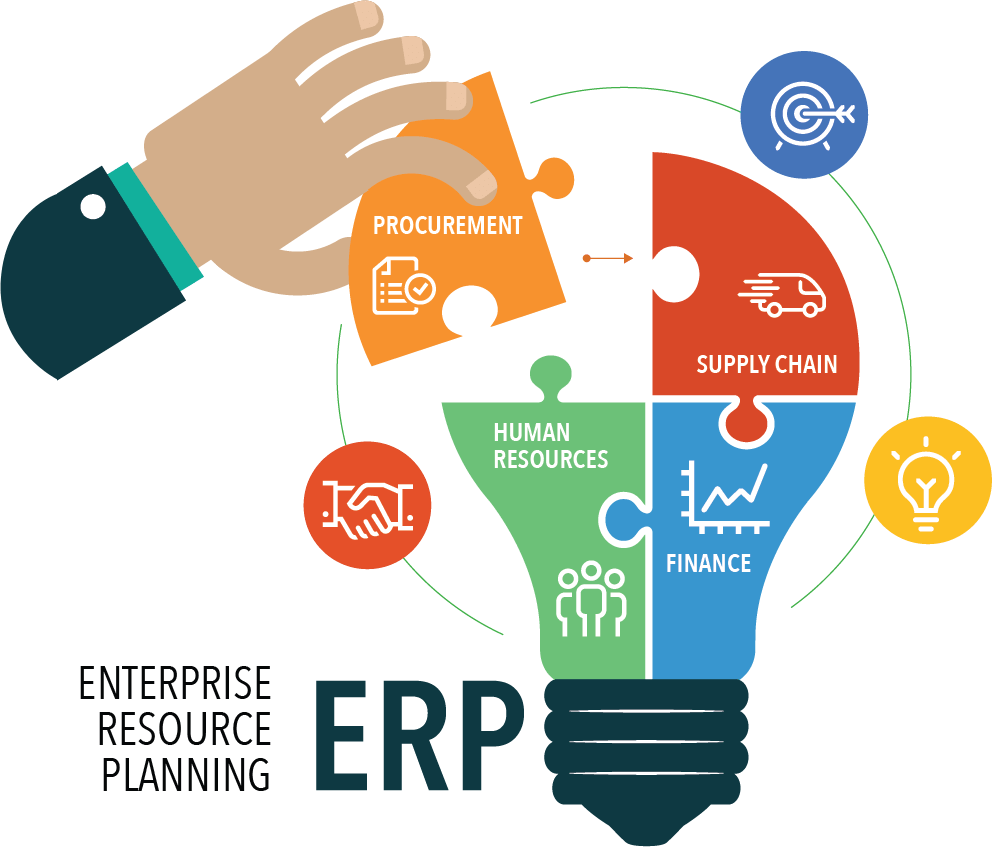 PROCUREMENT
SUPPLY CHAIN
HUMAN
RESOURCES
FINANCE
ENTERPRISE
RESOURCE
PLANNING
ERP